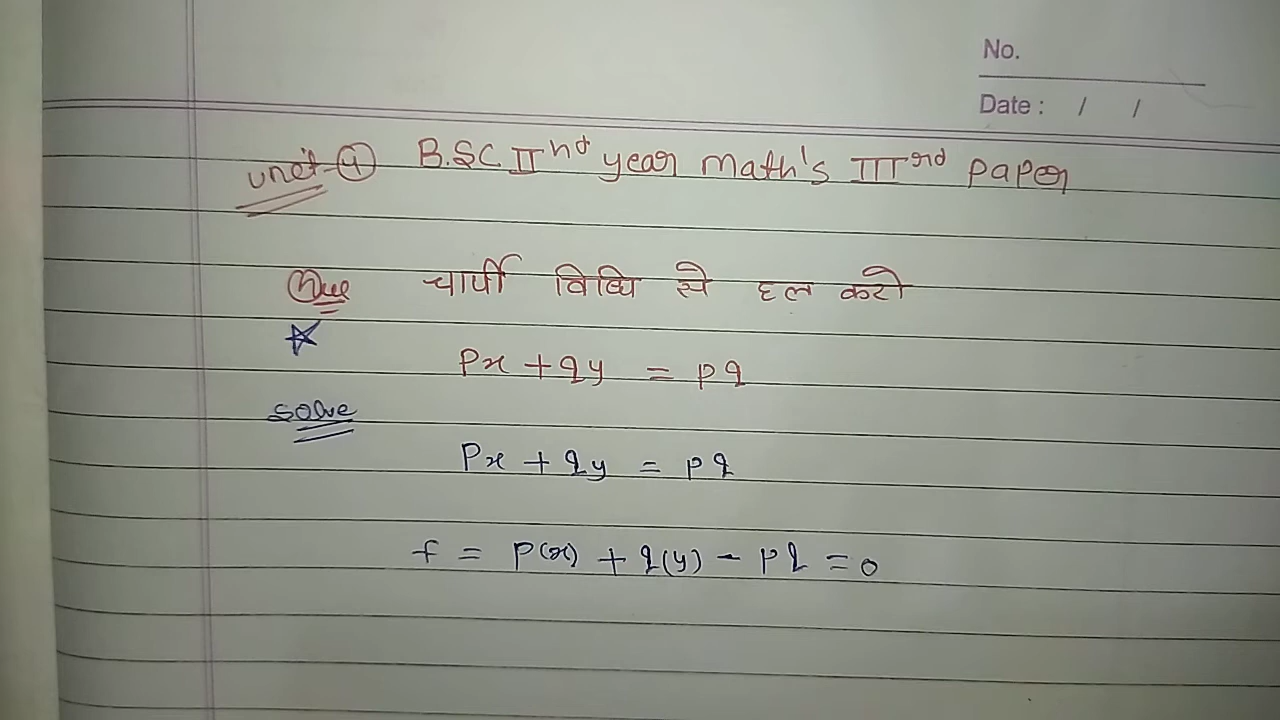 No.
Date : / /
unit-4 B.SC IInd year math's IIIrd paper
Que चार्पी विधि से हल करो
Px + qy = pq
solve
Px + qy = pq
f = P(x) + q(y) - pq = 0